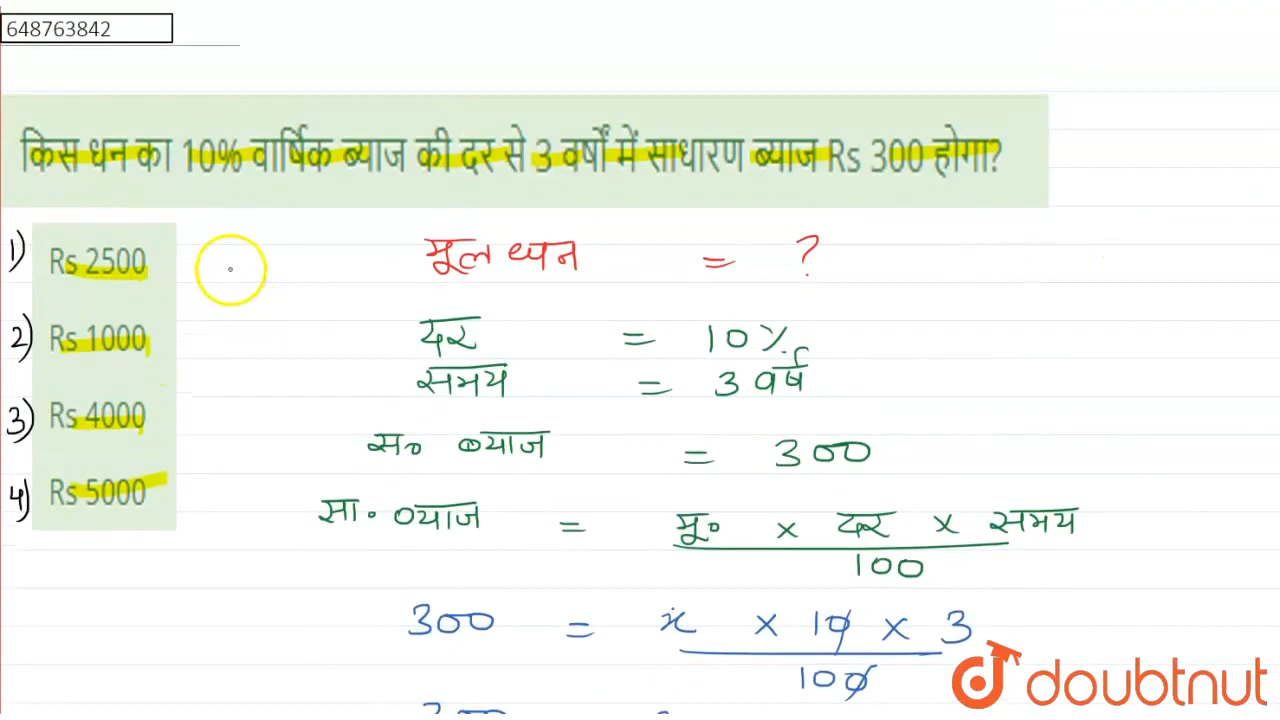 648763842
किस धन का 10% वार्षिक ब्याज की दर से 3 वर्षों में साधारण ब्याज Rs 300 होगा?
1) Rs 2500
मूल धन = ?
2) Rs 1000
दर = 10%
समय = 3 वर्ष
3) Rs 4000
स० ब्याज = 300
4) Rs 5000
सा. ब्याज = मू० × दर × समय
100
300 = x × 10 × 3
100
doubtnut